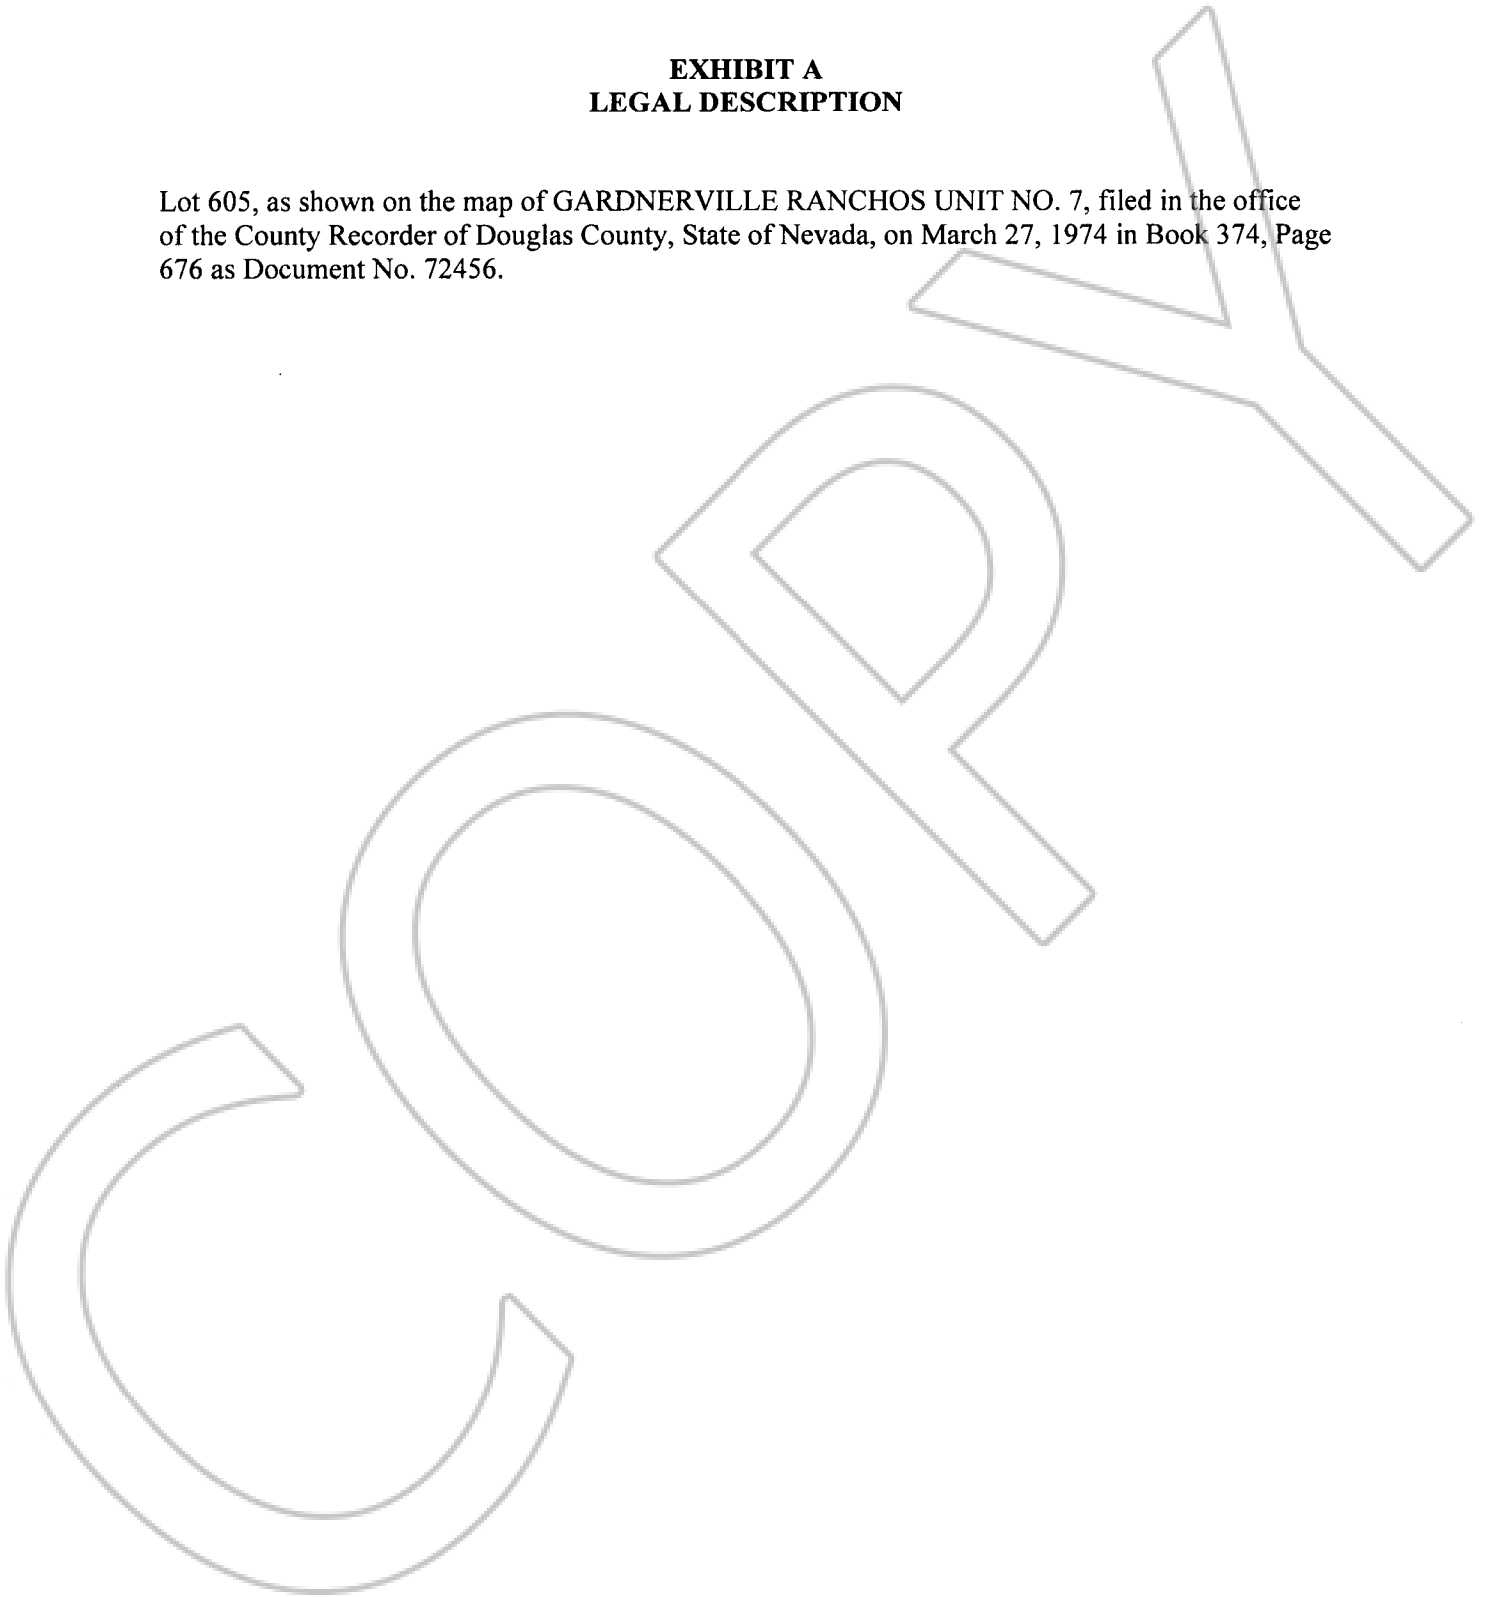 EXHIBIT A
LEGAL DESCRIPTION
Lot 605, as shown on the map of GARDNERVILLE RANCHOS UNIT NO. 7, filed in the office
of the County Recorder of Douglas County, State of Nevada, on March 27, 1974 in Book 374, Page
676 as Document No. 72456.
COPY